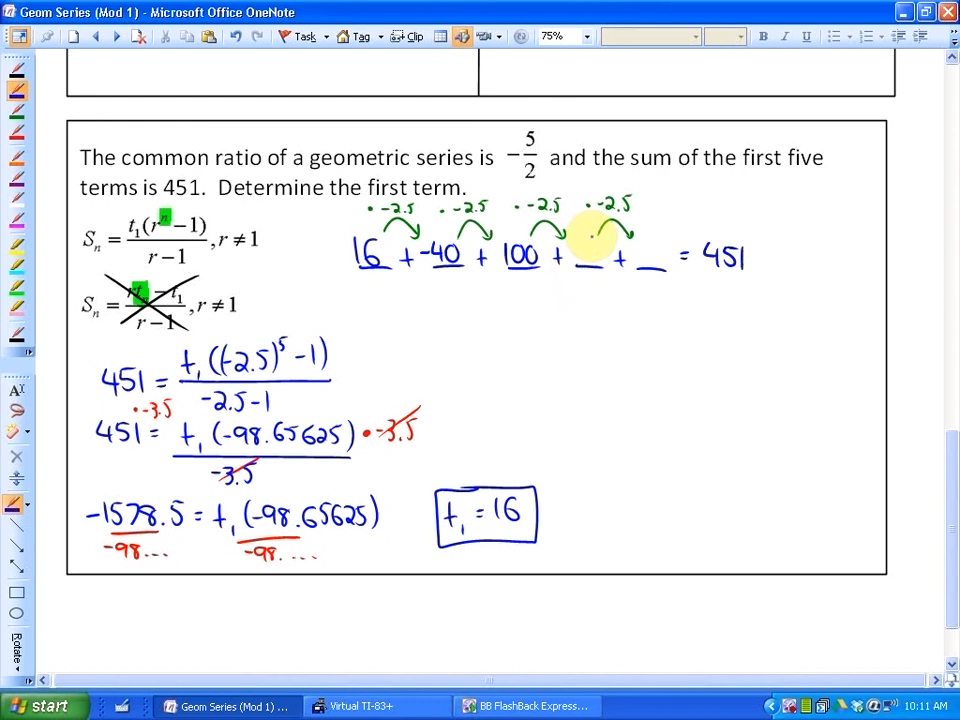 Geom Series (Mod 1) - Microsoft Office OneNote
Task Tag Clip 75% B I U
The common ratio of a geometric series is −5/2 and the sum of the first five
terms is 451. Determine the first term.
• -2.5 • -2.5 • -2.5 • -2.5
Sn = t1(r^n − 1)/(r − 1), r ≠ 1
16 + -40 + 100 + __ + __ = 451
Sn = (rtn − t1)/(r − 1), r ≠ 1
451 = t1((-2.5)^5 - 1)/(-2.5 - 1)
• -3.5
451 = t1(-98.65625)/(-3.5) • -3.5
-1578.5 = t1(-98.65625)
-98... -98....
t1 = 16
A
Rotate
start Geom Series (Mod 1) ... Virtual TI-83+ BB FlashBack Express... 10:11 AM